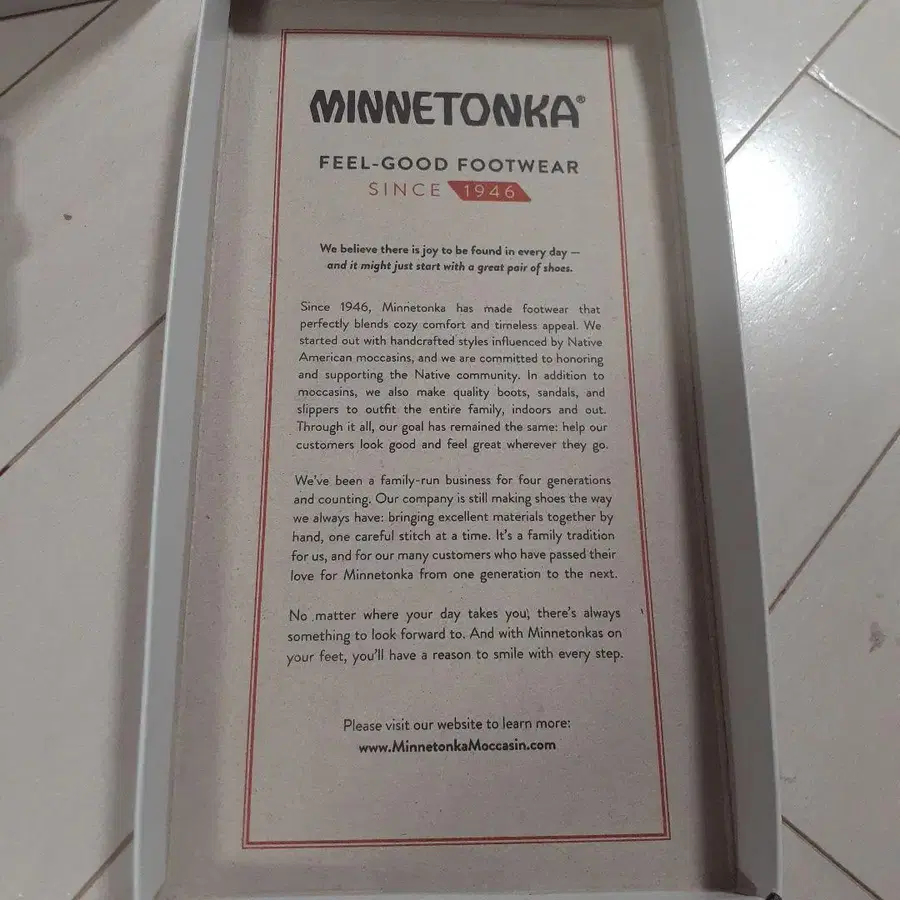 MINNETONKA®
FEEL-GOOD FOOTWEAR
SINCE 1946
We believe there is joy to be found in every day —
and it might just start with a great pair of shoes.
Since 1946, Minnetonka has made footwear that
perfectly blends cozy comfort and timeless appeal. We
started out with handcrafted styles influenced by Native
American moccasins, and we are committed to honoring
and supporting the Native community. In addition to
moccasins, we also make quality boots, sandals, and
slippers to outfit the entire family, indoors and out.
Through it all, our goal has remained the same: help our
customers look good and feel great wherever they go.
We've been a family-run business for four generations
and counting. Our company is still making shoes the way
we always have: bringing excellent materials together by
hand, one careful stitch at a time. It's a family tradition
for us, and for our many customers who have passed their
love for Minnetonka from one generation to the next.
No matter where your day takes you, there's always
something to look forward to. And with Minnetonkas on
your feet, you'll have a reason to smile with every step.
Please visit our website to learn more:
www.MinnetonkaMoccasin.com